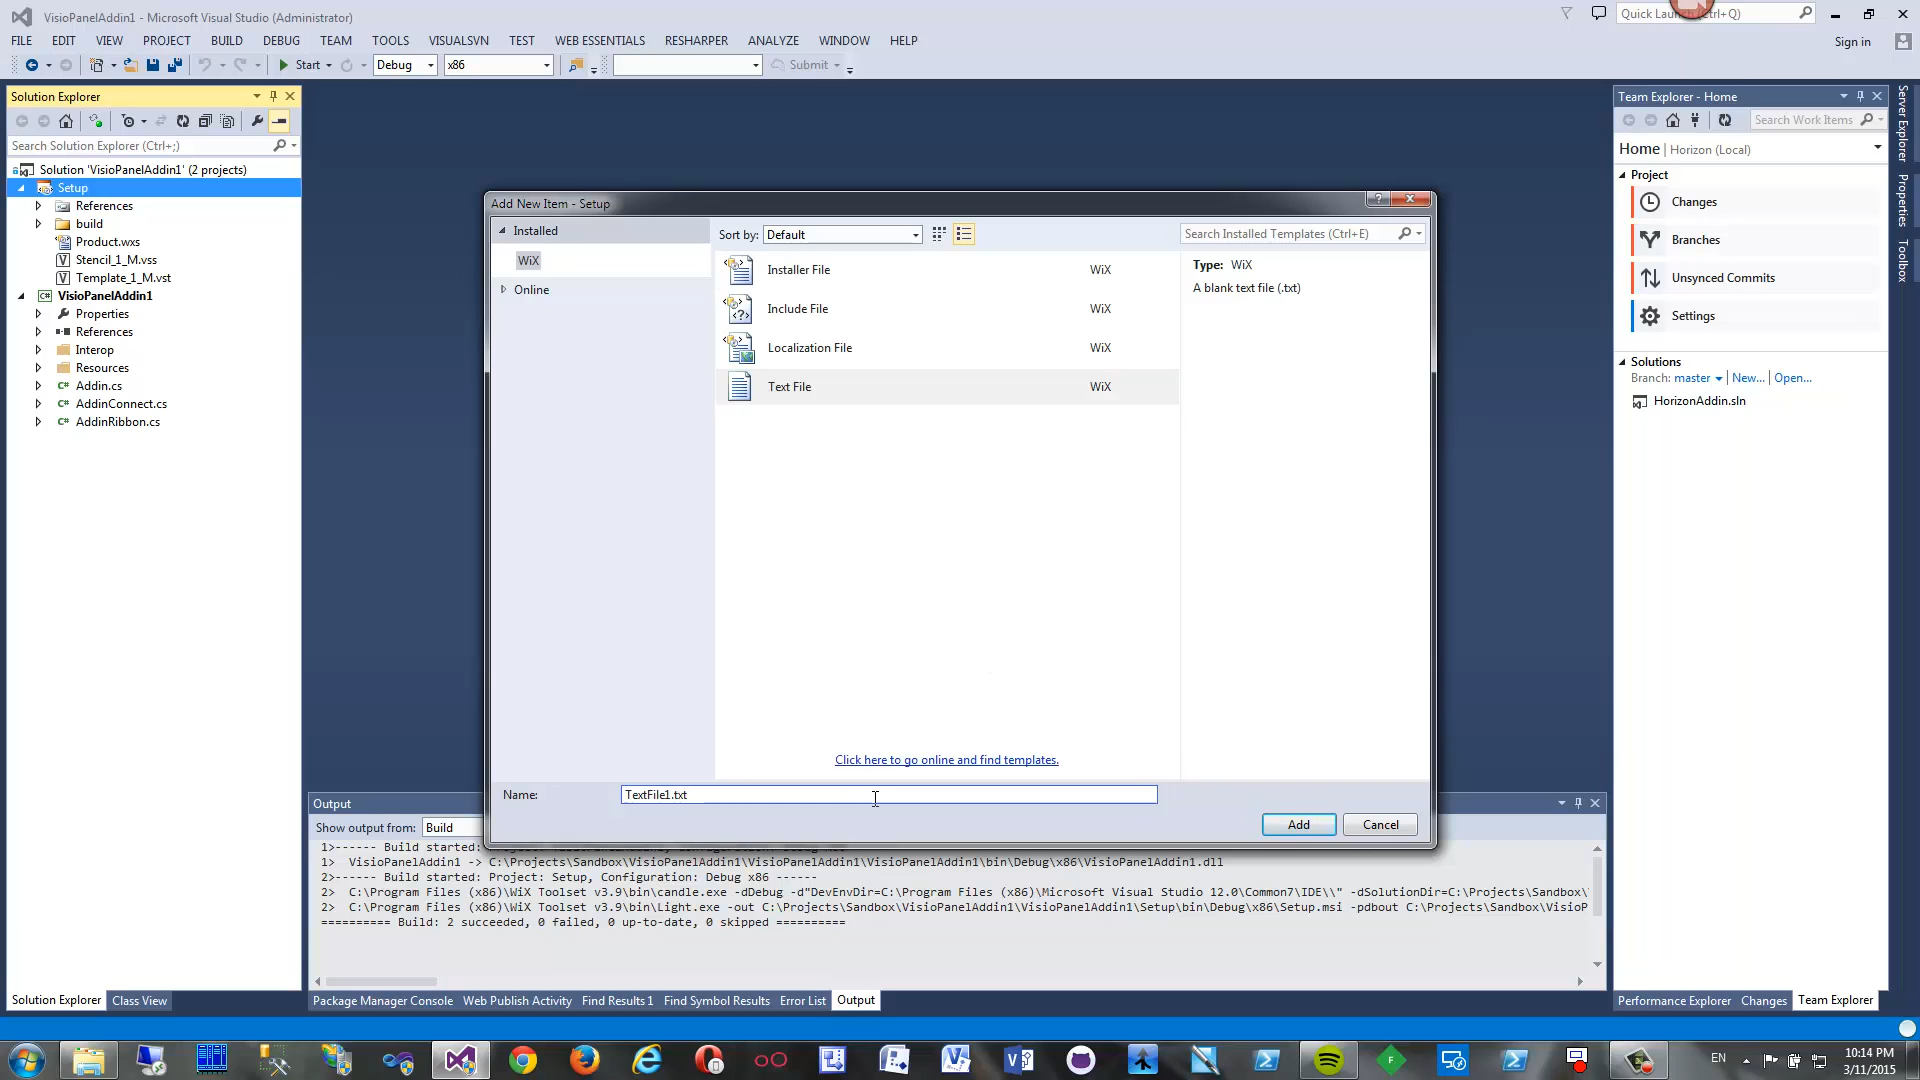 VisioPanelAddin1 - Microsoft Visual Studio (Administrator)
FILE EDIT VIEW PROJECT BUILD DEBUG TEAM TOOLS VISUALSVN TEST WEB ESSENTIALS RESHARPER ANALYZE WINDOW HELP
Sign in
Start
Debug
x86
Submit
Solution Explorer
Search Solution Explorer (Ctrl+;)
Solution 'VisioPanelAddin1' (2 projects)
Setup
References
build
Product.wxs
Stencil_1_M.vss
Template_1_M.vst
VisioPanelAddin1
Properties
References
Interop
Resources
Addin.cs
AddinConnect.cs
AddinRibbon.cs
Solution Explorer
Class View
Add New Item - Setup
Installed
WiX
Online
Sort by: Default
Search Installed Templates (Ctrl+E)
Installer File WiX
Include File WiX
Localization File WiX
Text File WiX
Type: WiX
A blank text file (.txt)
Click here to go online and find templates.
Name: TextFile1.txt
Add
Cancel
Output
Show output from: Build
1>------ Build started:
1> VisioPanelAddin1 -> C:\Projects\Sandbox\VisioPanelAddin1\VisioPanelAddin1\VisioPanelAddin1\bin\Debug\x86\VisioPanelAddin1.dll
2>------ Build started: Project: Setup, Configuration: Debug x86 ------
2> C:\Program Files (x86)\WiX Toolset v3.9\bin\candle.exe -dDebug -d"DevEnvDir=C:\Program Files (x86)\Microsoft Visual Studio 12.0\Common7\IDE\\" -dSolutionDir=C:\Projects\Sandbox\
2> C:\Program Files (x86)\WiX Toolset v3.9\bin\Light.exe -out C:\Projects\Sandbox\VisioPanelAddin1\VisioPanelAddin1\Setup\bin\Debug\x86\Setup.msi -pdbout C:\Projects\Sandbox\VisioP
========== Build: 2 succeeded, 0 failed, 0 up-to-date, 0 skipped ==========
Package Manager Console
Web Publish Activity
Find Results 1
Find Symbol Results
Error List
Output
Team Explorer - Home
Search Work Items
Home | Horizon (Local)
Project
Changes
Branches
Unsynced Commits
Settings
Solutions
Branch: master | New... | Open...
HorizonAddin.sln
Performance Explorer
Changes
Team Explorer
Server Explorer
Properties
Toolbox
EN
10:14 PM
3/11/2015